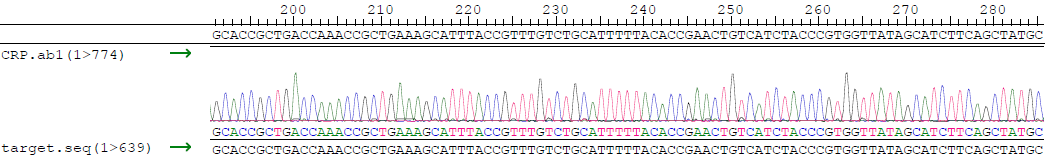 200 210 220 230 240 250 260 270 280
GCACCGCTGACCAAACCGCTGAAAGCATTTACCGTTTGTCTGCATTTTTACACCGAACTGTCATCTACCCGTGGTTATAGCATCTTCAGCTATGC
CRP.ab1(1>774) →
GCACCGCTGACCAAACCGCTGAAAGCATTTACCGTTTGTCTGCATTTTTACACCGAACTGTCATCTACCCGTGGTTATAGCATCTTCAGCTATGC
target.seq(1>639) → GCACCGCTGACCAAACCGCTGAAAGCATTTACCGTTTGTCTGCATTTTTACACCGAACTGTCATCTACCCGTGGTTATAGCATCTTCAGCTATGC